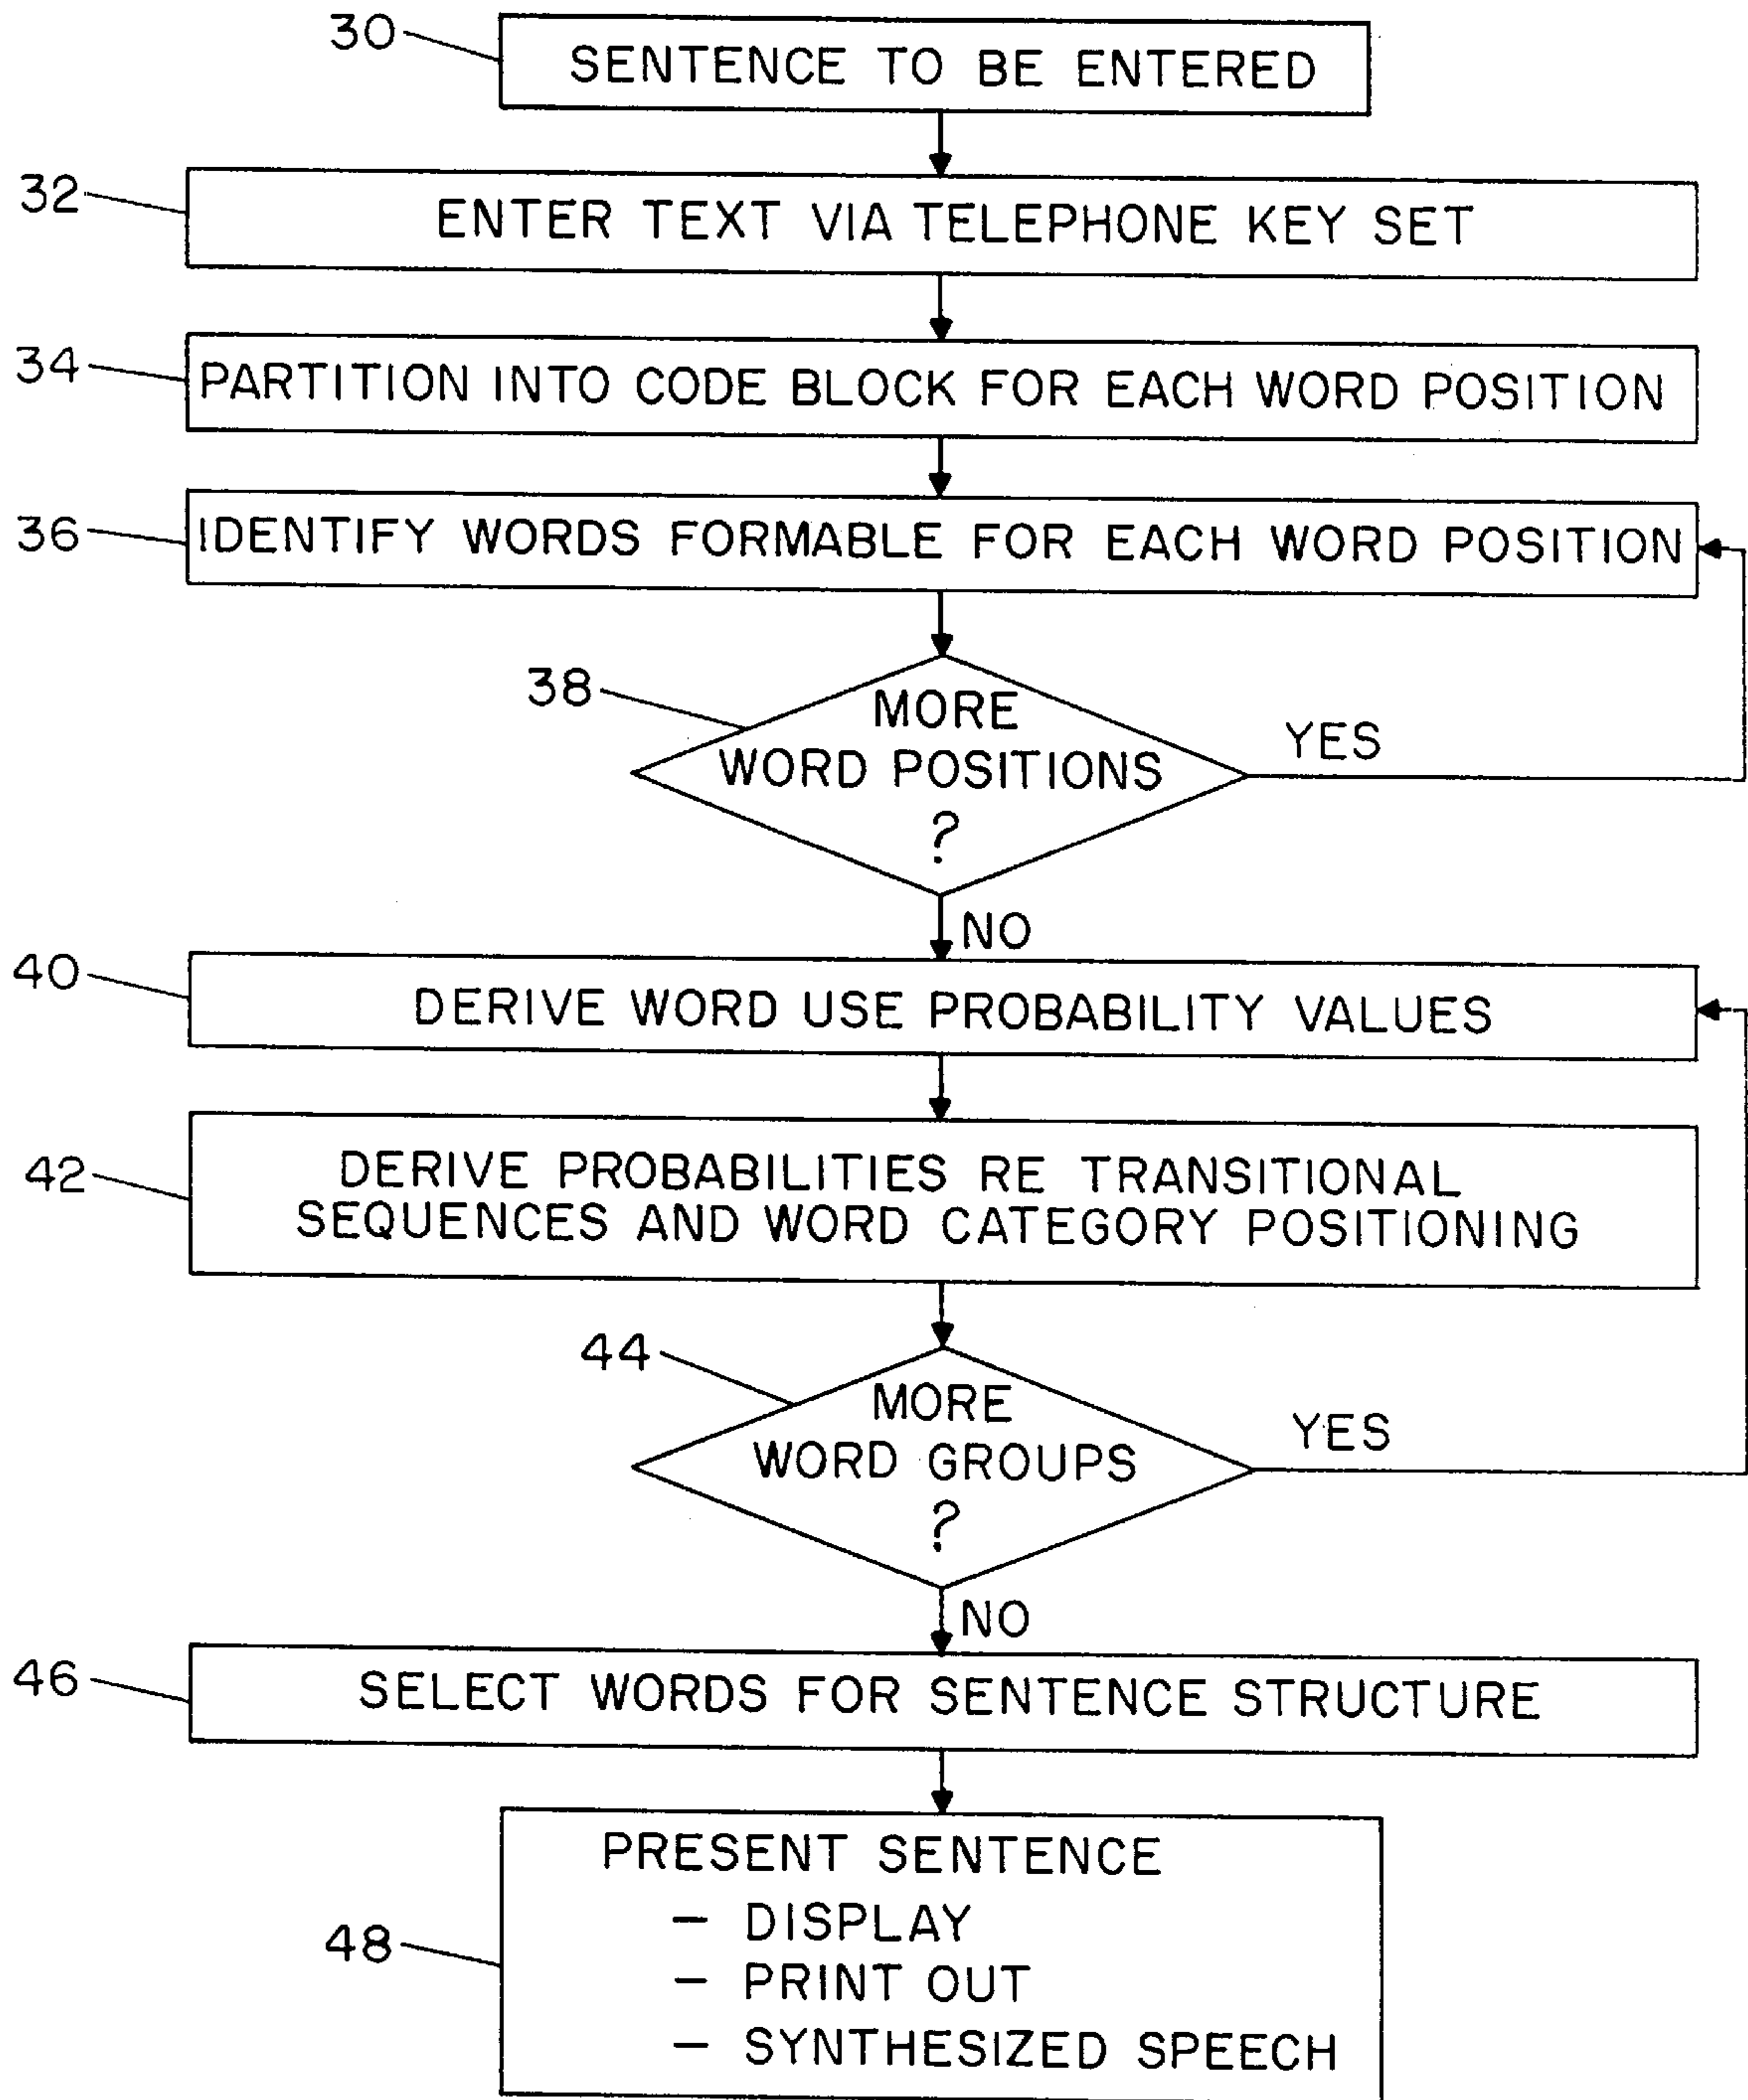 30
SENTENCE TO BE ENTERED
32
ENTER TEXT VIA TELEPHONE KEY SET
34
PARTITION INTO CODE BLOCK FOR EACH WORD POSITION
36
IDENTIFY WORDS FORMABLE FOR EACH WORD POSITION
38
MORE
WORD POSITIONS
?
YES
NO
40
DERIVE WORD USE PROBABILITY VALUES
42
DERIVE PROBABILITIES RE TRANSITIONAL
SEQUENCES AND WORD CATEGORY POSITIONING
44
MORE
WORD GROUPS
?
YES
NO
46
SELECT WORDS FOR SENTENCE STRUCTURE
48
PRESENT SENTENCE
– DISPLAY
– PRINT OUT
– SYNTHESIZED SPEECH